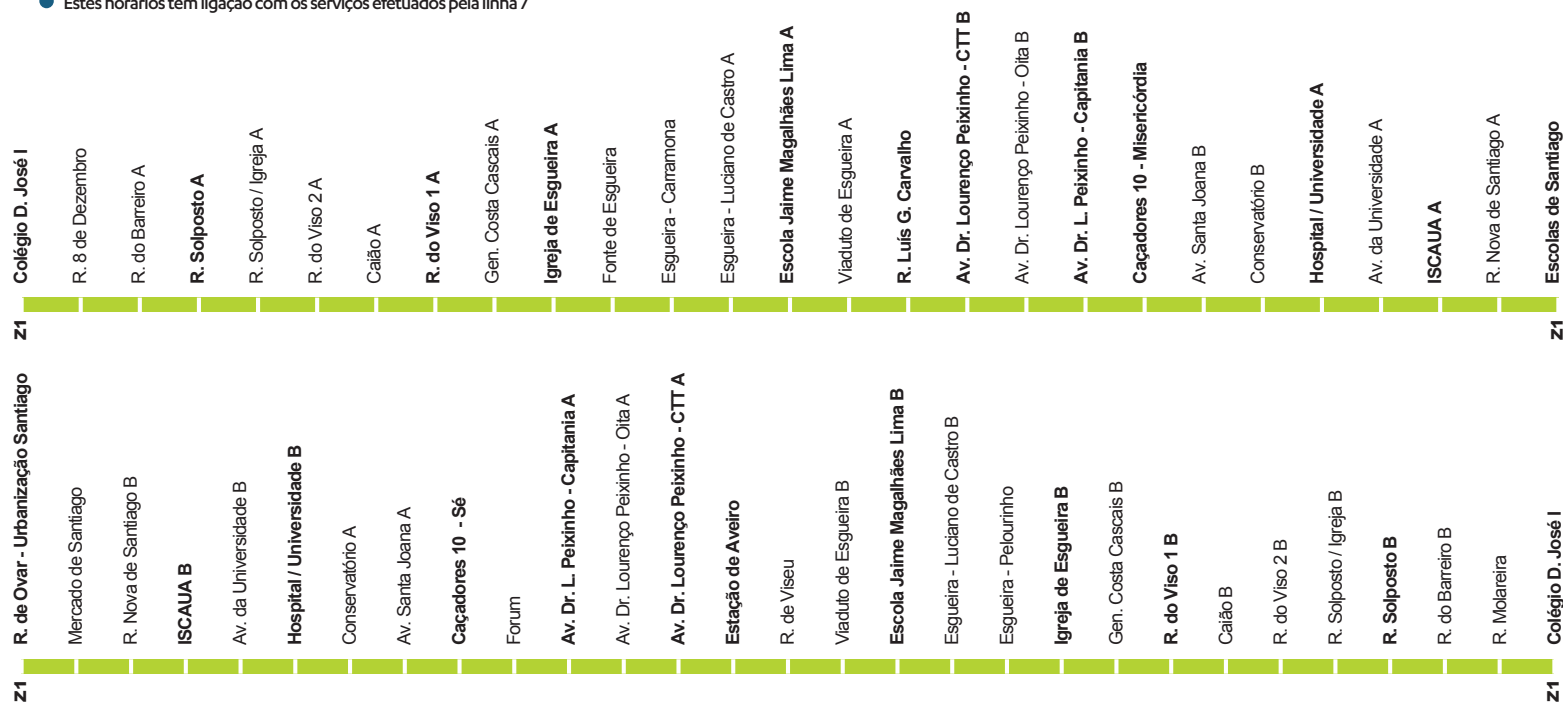 Estes horários têm ligação com os serviços efetuados pela linha 7
Colégio D. José I
R. 8 de Dezembro
R. do Barreiro A
R. Solposto A
R. Solposto / Igreja A
R. do Viso 2 A
Caião A
R. do Viso 1 A
Gen. Costa Cascais A
Igreja de Esgueira A
Fonte de Esgueira
Esgueira - Carramona
Esgueira - Luciano de Castro A
Escola Jaime Magalhães Lima A
Viaduto de Esgueira A
R. Luís G. Carvalho
Av. Dr. Lourenço Peixinho - CTT B
Av. Dr. Lourenço Peixinho - Oita B
Av. Dr. L. Peixinho - Capitania B
Caçadores 10 - Misericórdia
Av. Santa Joana B
Conservatório B
Hospital / Universidade A
Av. da Universidade A
ISCAUA A
R. Nova de Santiago A
Escolas de Santiago
Z1
Z1
R. de Ovar - Urbanização Santiago
Mercado de Santiago
R. Nova de Santiago B
ISCAUA B
Av. da Universidade B
Hospital / Universidade B
Conservatório A
Av. Santa Joana A
Caçadores 10 - Sé
Forum
Av. Dr. L. Peixinho - Capitania A
Av. Dr. Lourenço Peixinho - Oita A
Av. Dr. Lourenço Peixinho - CTT A
Estação de Aveiro
R. de Viseu
Viaduto de Esgueira B
Escola Jaime Magalhães Lima B
Esgueira - Luciano de Castro B
Esgueira - Pelourinho
Igreja de Esgueira B
Gen. Costa Cascais B
R. do Viso 1 B
Caião B
R. do Viso 2 B
R. Solposto / Igreja B
R. Solposto B
R. do Barreiro B
R. Molareira
Colégio D. José I
Z1
Z1